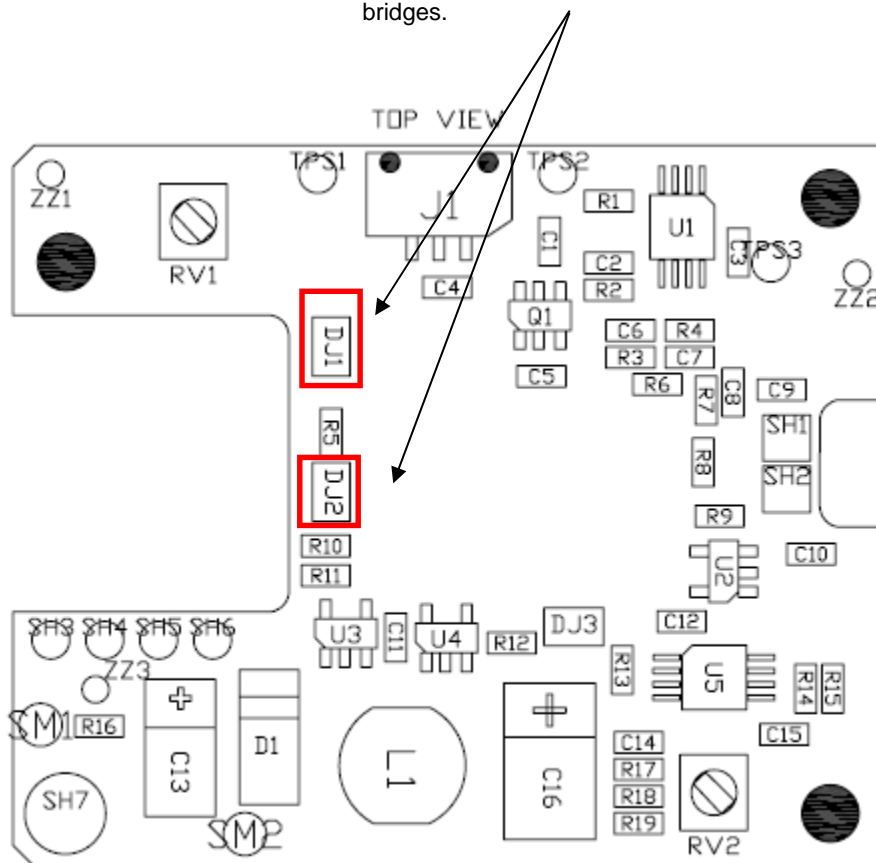 bridges.
TOP VIEW
TPS1
TPS2
ZZ1
J1
R1
U1
RV1
C1
C3
TPS3
C2
ZZ2
C4
R2
Q1
DJ1
C6
R4
R3
C7
C5
R6
R7
C8
C9
R5
SH1
R8
DJ2
SH2
R9
R10
C10
R11
U2
SH3
SH4
SH5
SH6
U3
C11
U4
R12
DJ3
C12
ZZ3
R13
U5
R14
R15
SM1
R16
C13
D1
L1
C16
C14
C15
R17
SH7
R18
R19
SM2
RV2